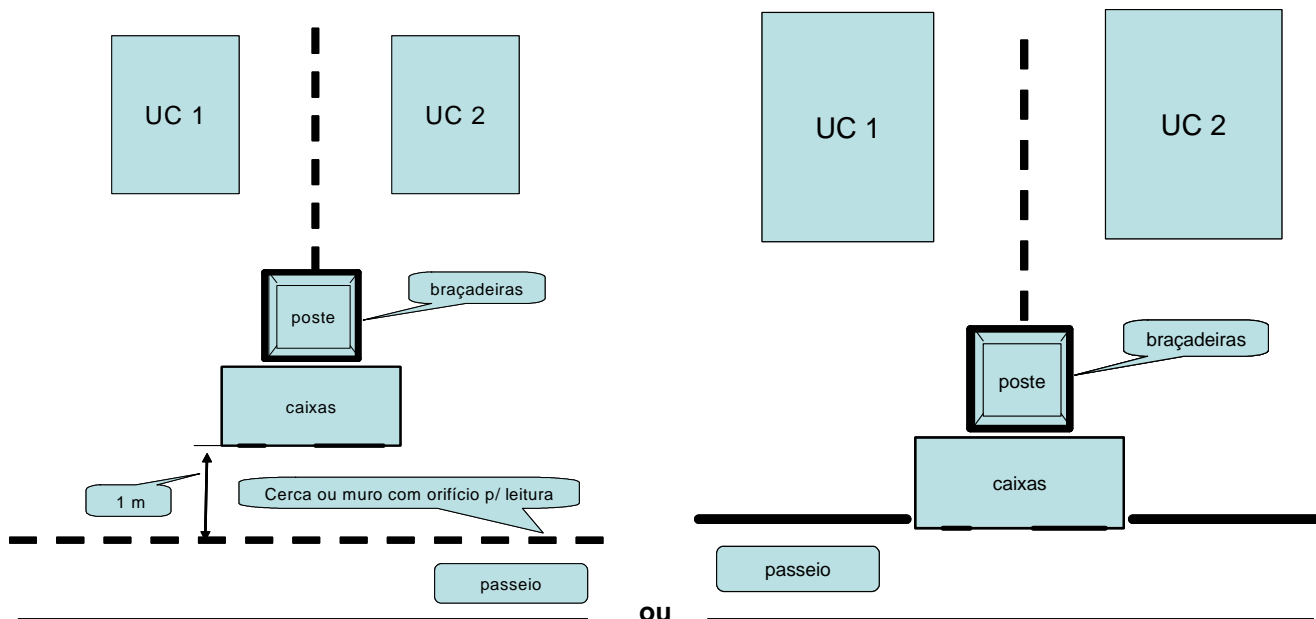 UC 1
UC 2
braçadeiras
poste
caixas
1 m
Cerca ou muro com orifício p/ leitura
passeio
ou
UC 1
UC 2
braçadeiras
poste
caixas
passeio